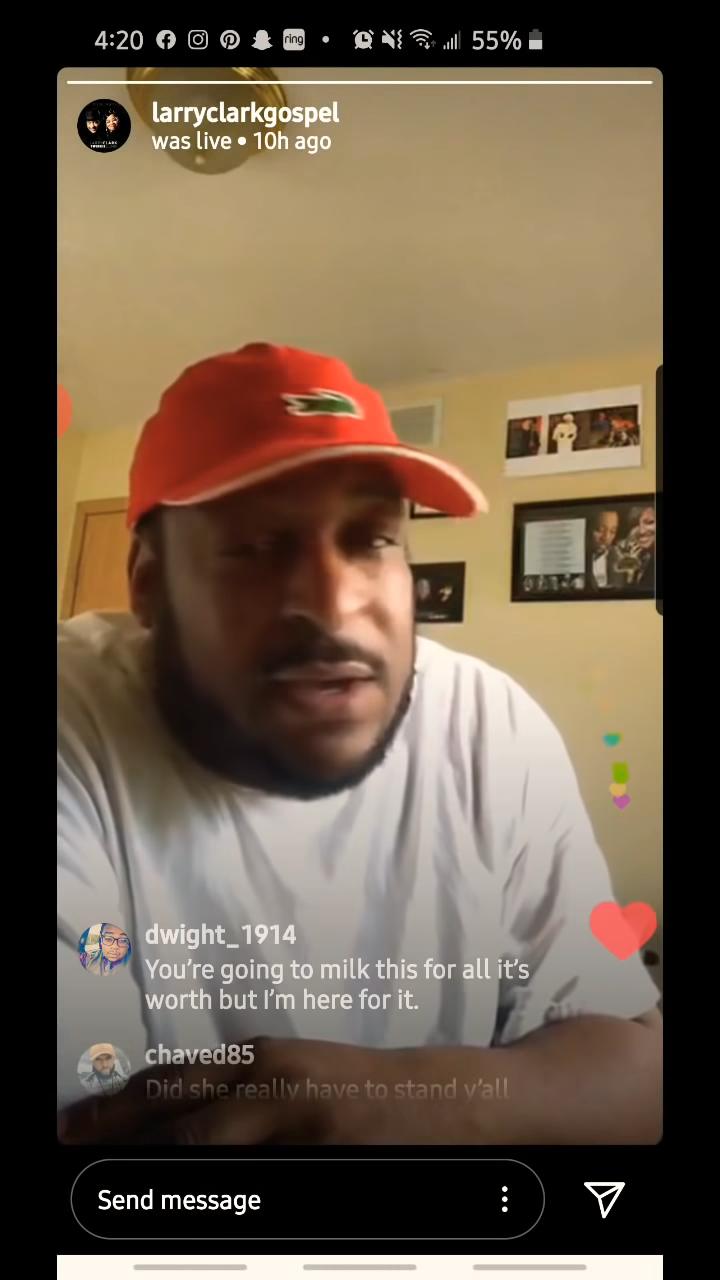 4:20 ring • 55%
larryclarkgospel
was live • 10h ago
dwight_1914
You're going to milk this for all it's
worth but I'm here for it.
chaved85
Did she really have to stand y'all
Send message